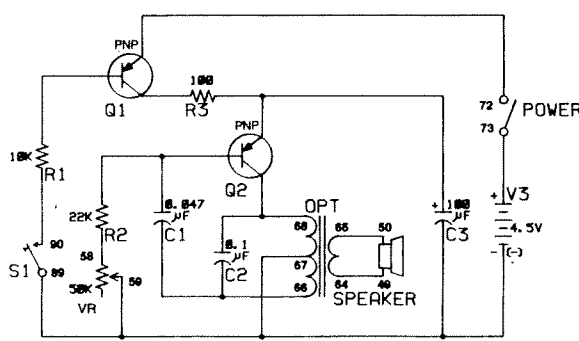 PNP
Q1
100
R3
72
73
POWER
PNP
Q2
10K
R1
22K
R2
0.047
µF
C1
OPT
0.1
µF
C2
68
67
66
65
64
50
49
SPEAKER
100
µF
C3
+
V3
+
4.5V
-
(-)
S1
90
89
58
50K
59
VR